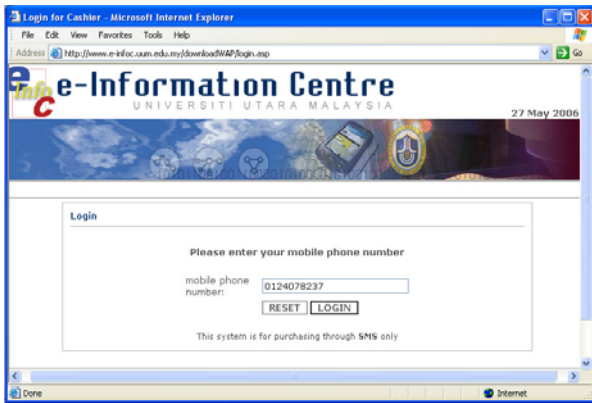 Login for Cashier - Microsoft Internet Explorer
File Edit View Favorites Tools Help
Address http://www.e-infoc.uum.edu.my/downloadWAP/login.asp Go
e info c e-Information Centre
UNIVERSITI UTARA MALAYSIA
27 May 2006
Login
Please enter your mobile phone number
mobile phone
number:
0124078237
RESET LOGIN
This system is for purchasing through SMS only
Done Internet